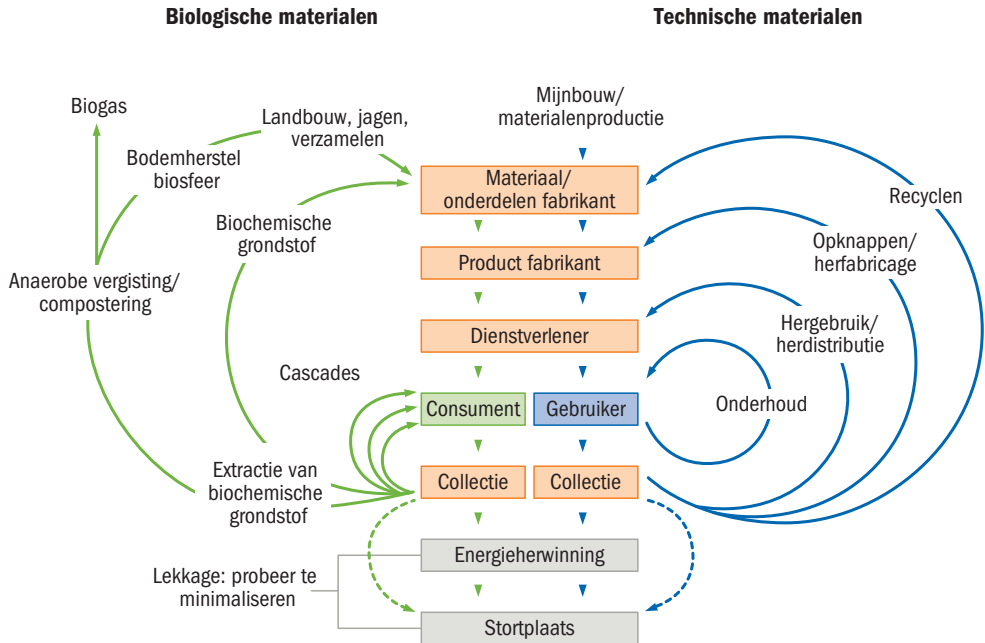 Biologische materialen
Technische materialen
Biogas
Landbouw, jagen,
verzamelen
Mijnbouw/
materialenproductie
Bodemherstel
biosfeer
Materiaal/
onderdelen fabrikant
Recyclen
Biochemische
grondstof
Opknappen/
herfabricage
Product fabrikant
Anaerobe vergisting/
compostering
Hergebruik/
herdistributie
Dienstverlener
Cascades
Consument
Gebruiker
Onderhoud
Extractie van
biochemische
grondstof
Collectie
Collectie
Energieherwinning
Lekkage: probeer te
minimaliseren
Stortplaats